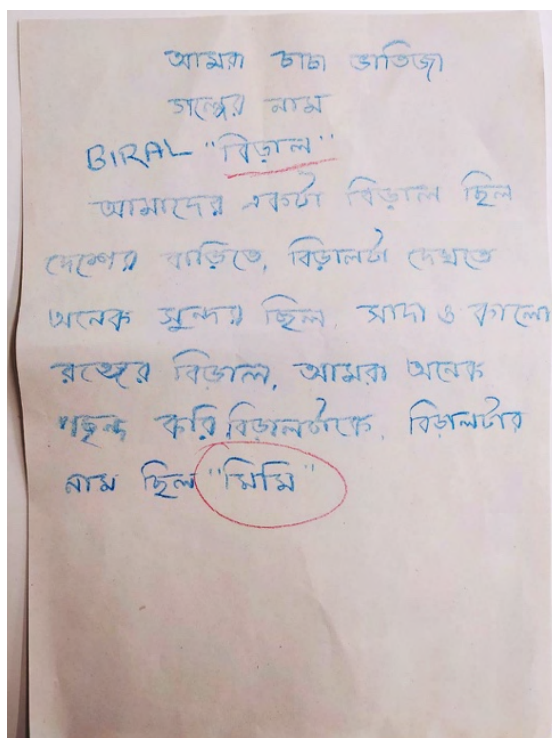 আমরা চাচা ভাতিজা
গল্পের নাম
BIRAL "বিড়াল"
আমাদের একটা বিড়াল ছিল
দেশের বাড়িতে, বিড়ালটা দেখতে
অনেক সুন্দর ছিল, সাদা ও কালো
রঙ্গের বিড়াল, আমরা অনেক
পছন্দ করি বিড়ালটাকে, বিড়ালটার
নাম ছিল "মিমি"